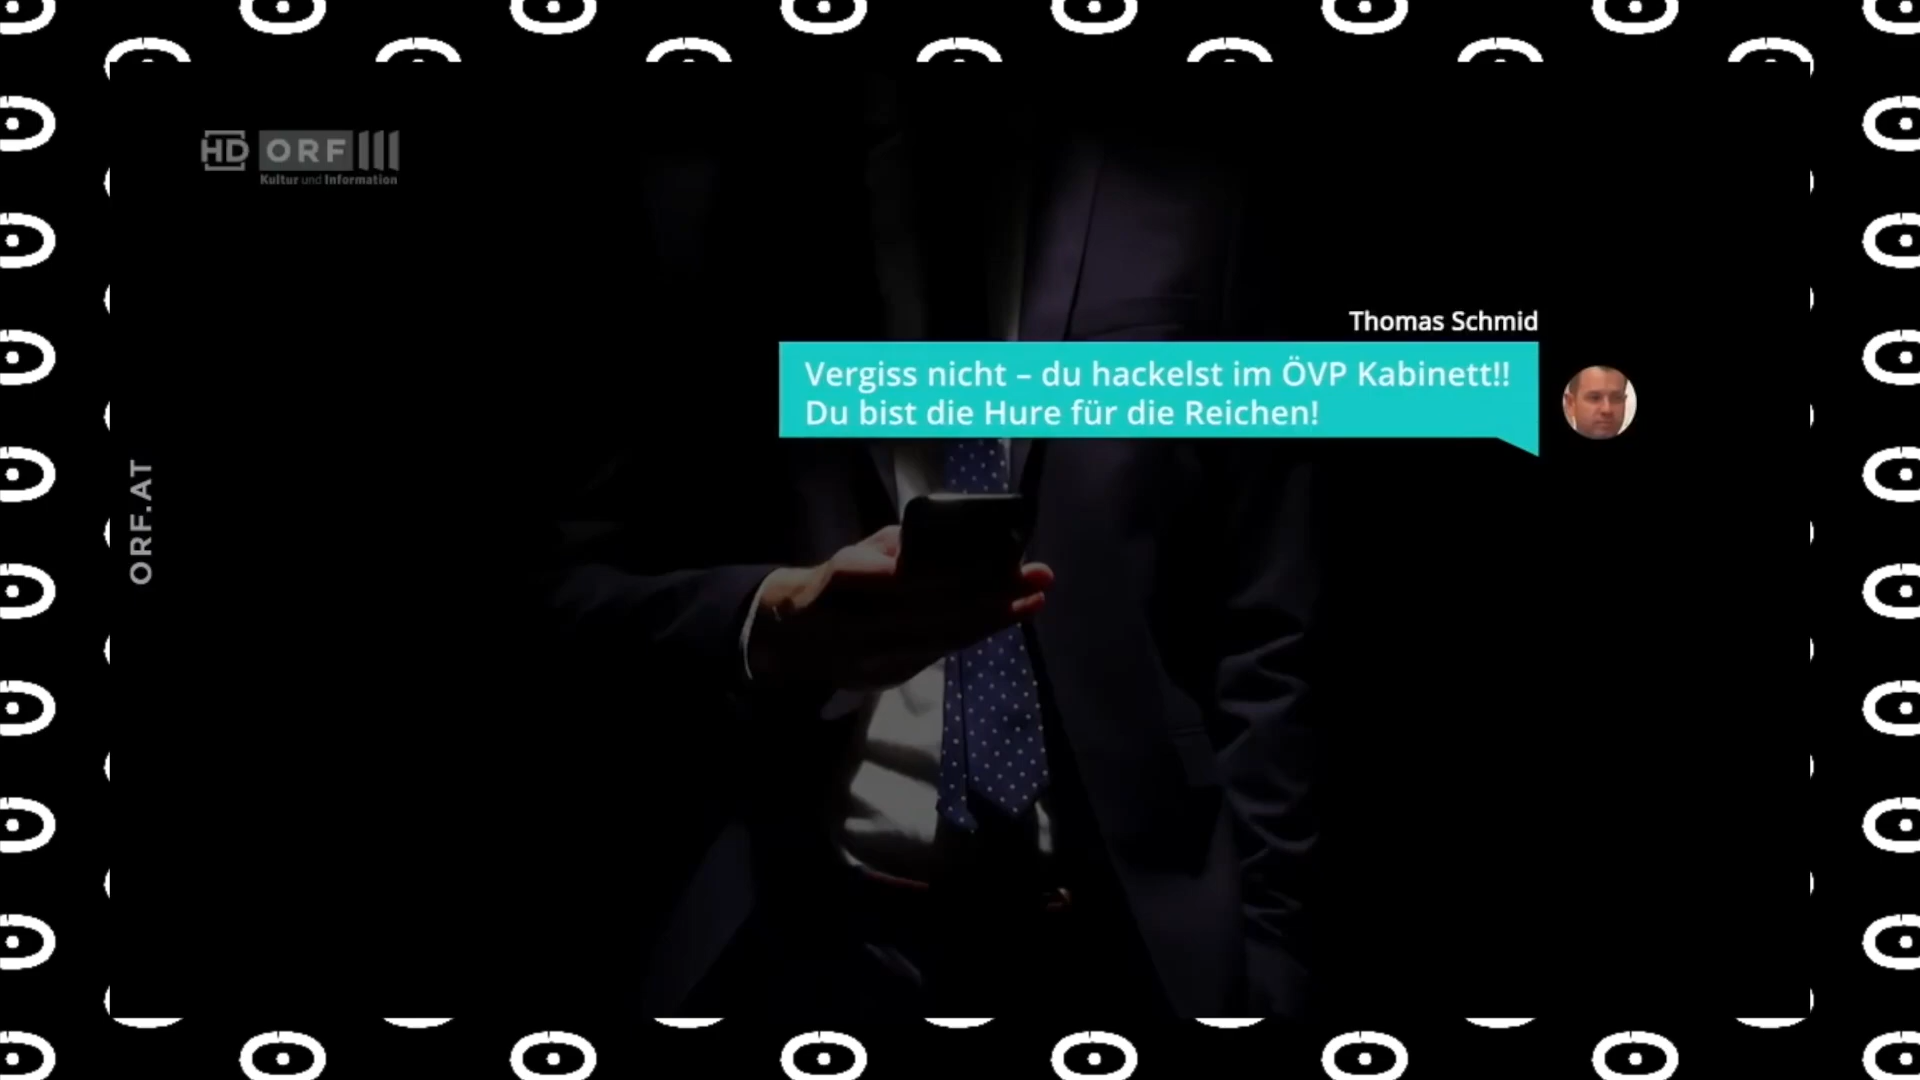 HD ORF III
Kultur und Information
Thomas Schmid
Vergiss nicht – du hackelst im ÖVP Kabinett!!
Du bist die Hure für die Reichen!
ORF.AT